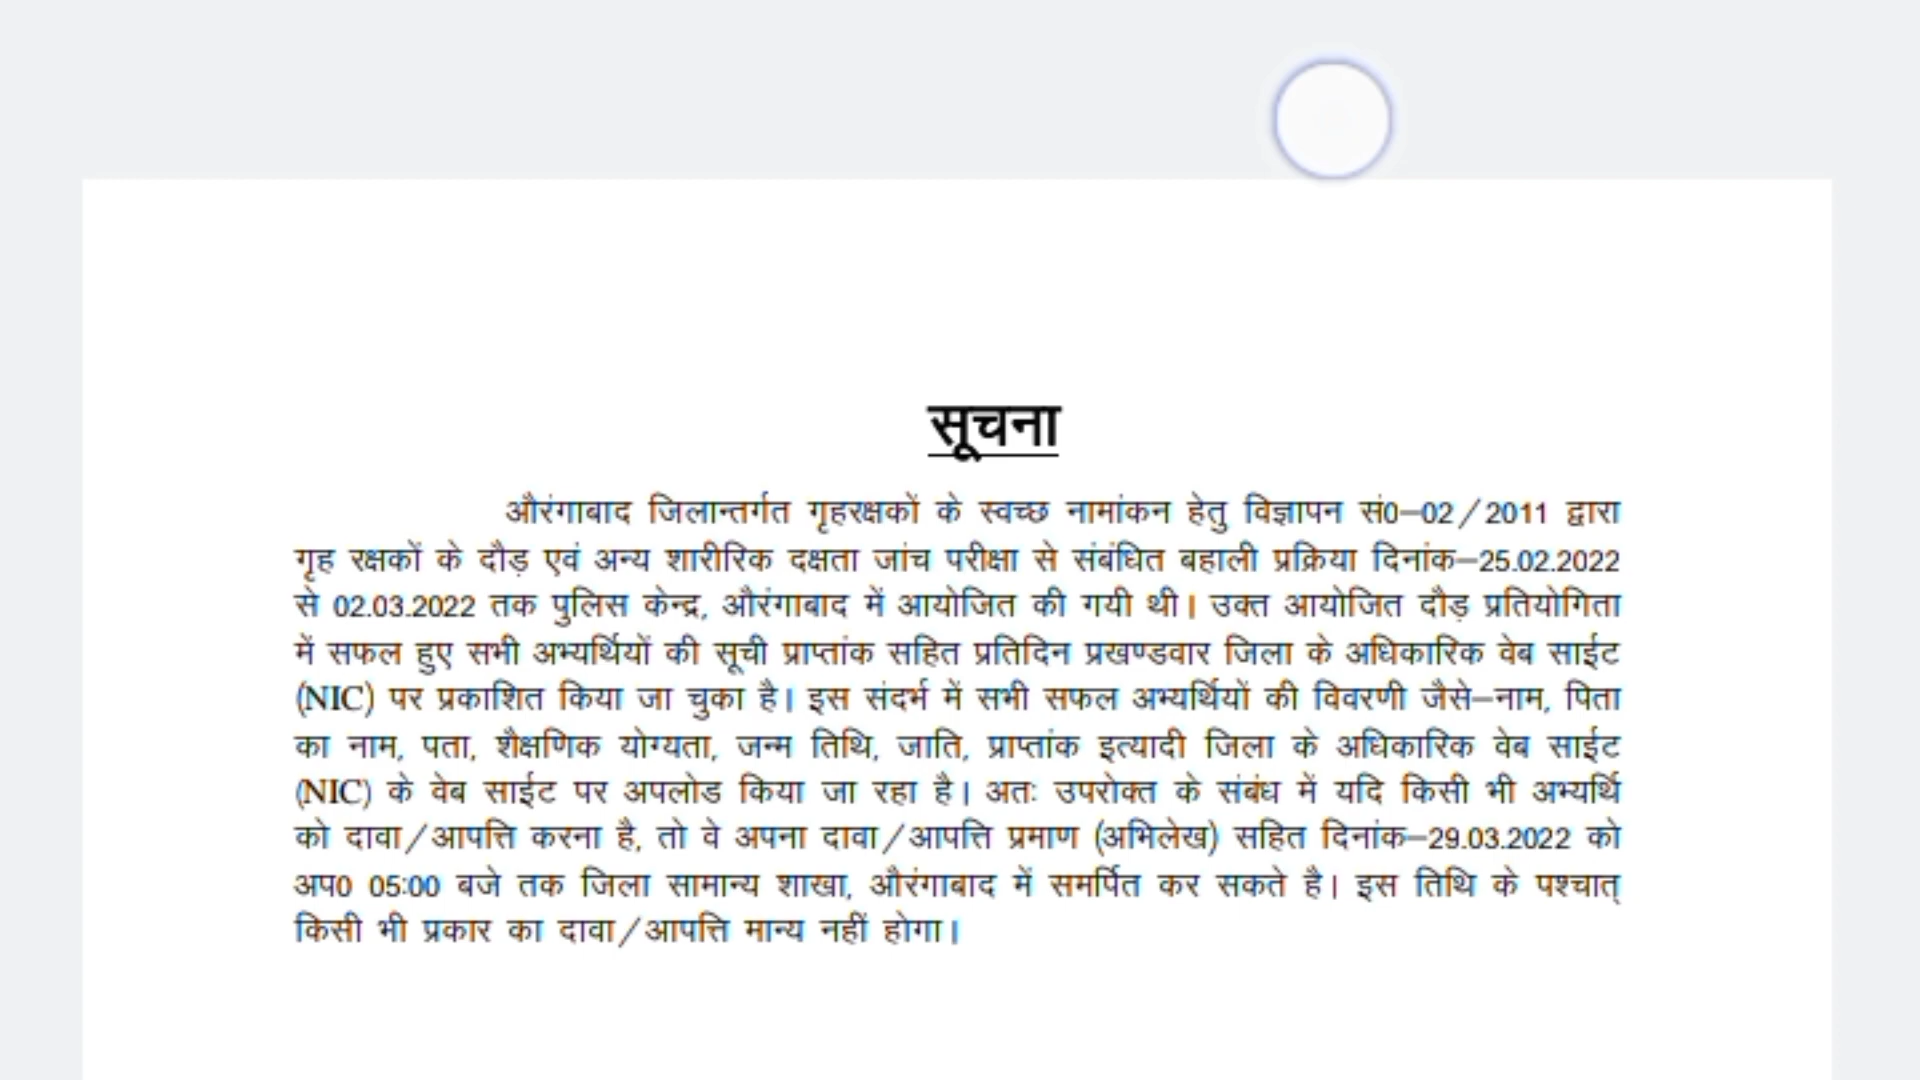 सूचना
औरंगाबाद जिलान्तर्गत गृहरक्षकों के स्वच्छ नामांकन हेतु विज्ञापन सं0–02/2011 द्वारा
गृह रक्षकों के दौड़ एवं अन्य शारीरिक दक्षता जांच परीक्षा से संबंधित बहाली प्रक्रिया दिनांक–25.02.2022
से 02.03.2022 तक पुलिस केन्द्र, औरंगाबाद में आयोजित की गयी थी। उक्त आयोजित दौड़ प्रतियोगिता
में सफल हुए सभी अभ्यर्थियों की सूची प्राप्तांक सहित प्रतिदिन प्रखण्डवार जिला के अधिकारिक वेब साईट
(NIC) पर प्रकाशित किया जा चुका है। इस संदर्भ में सभी सफल अभ्यर्थियों की विवरणी जैसे–नाम, पिता
का नाम, पता, शैक्षणिक योग्यता, जन्म तिथि, जाति, प्राप्तांक इत्यादी जिला के अधिकारिक वेब साईट
(NIC) के वेब साईट पर अपलोड किया जा रहा है। अतः उपरोक्त के संबंध में यदि किसी भी अभ्यर्थि
को दावा/आपत्ति करना है, तो वे अपना दावा/आपत्ति प्रमाण (अभिलेख) सहित दिनांक–29.03.2022 को
अप0 05:00 बजे तक जिला सामान्य शाखा, औरंगाबाद में समर्पित कर सकते है। इस तिथि के पश्चात्
किसी भी प्रकार का दावा/आपत्ति मान्य नहीं होगा।